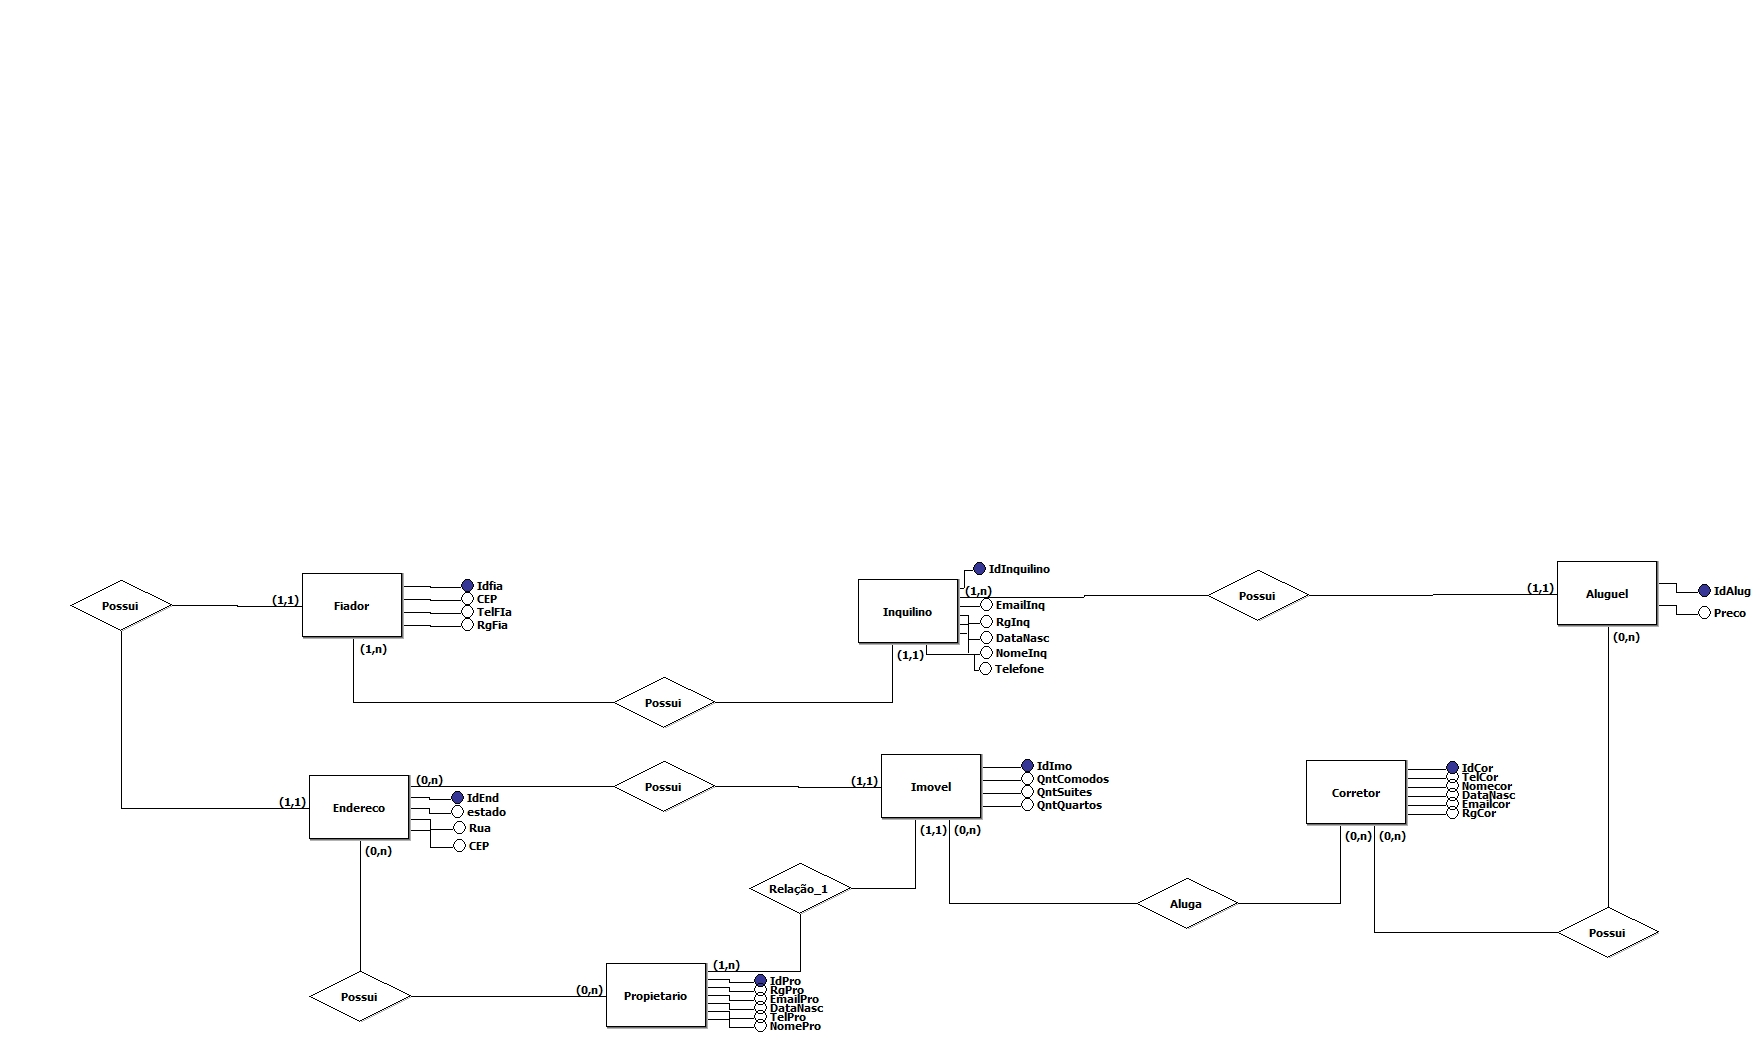 Possui
(1,1)
Fiador
Idfia
CEP
TelFIa
RgFia
(1,n)
Possui
Inquilino
IdInquilino
(1,n)
EmailInq
RgInq
DataNasc
NomeInq
Telefone
(1,1)
Possui
(1,1)
Aluguel
IdAlug
Preco
(0,n)
(1,1)
Endereco
(0,n)
IdEnd
estado
Rua
CEP
(0,n)
Possui
(1,1)
Imovel
IdImo
QntComodos
QntSuites
QntQuartos
(1,1)
(0,n)
Corretor
IdCor
TelCor
Nomecor
DataNasc
Emailcor
RgCor
(0,n)
(0,n)
Relação_1
Aluga
Possui
Possui
(0,n)
Propietario
(1,n)
IdPro
RgPro
EmailPro
DataNasc
TelPro
NomePro